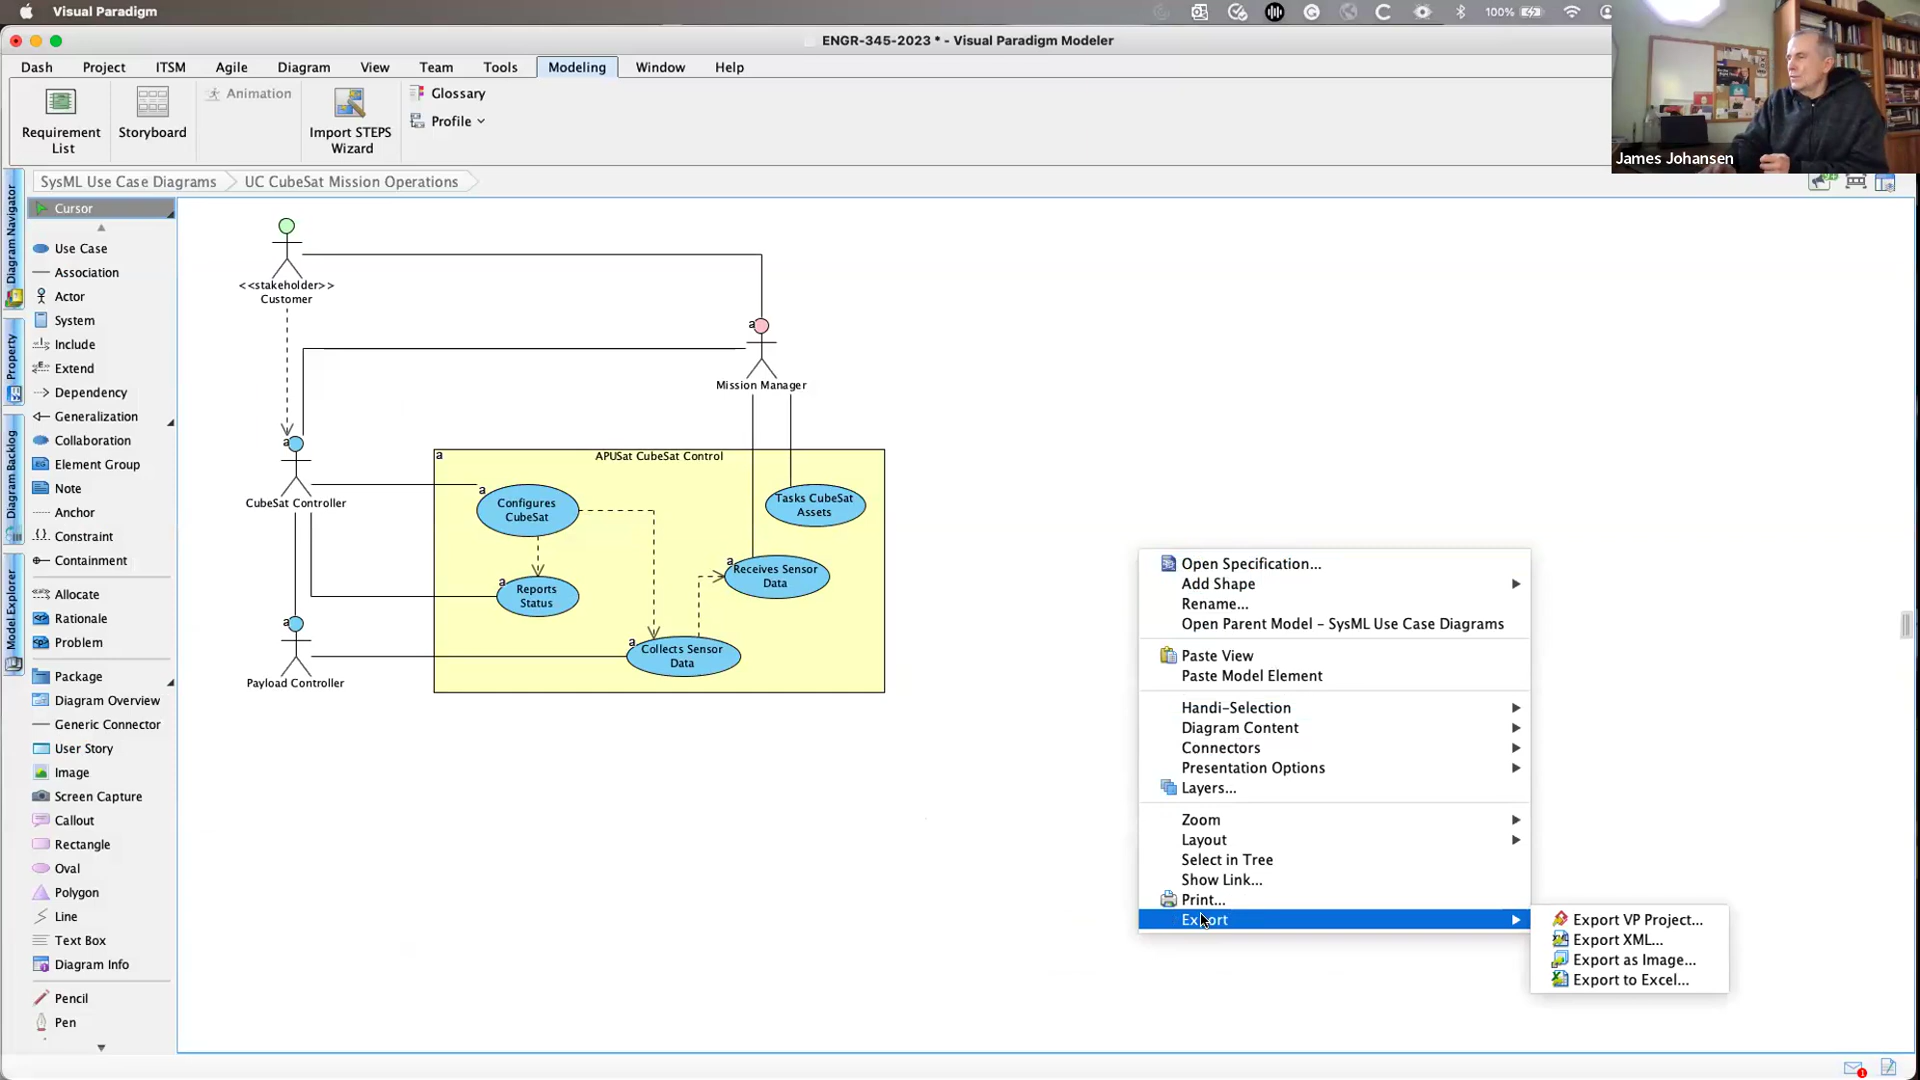 Visual Paradigm
100%
ENGR-345-2023 * - Visual Paradigm Modeler
Dash Project ITSM Agile Diagram View Team Tools Modeling Window Help
Requirement List
Storyboard
Animation
Import STEPS Wizard
Glossary
Profile
James Johansen
SysML Use Case Diagrams
UC CubeSat Mission Operations
Diagram Navigator
Property
Diagram Backlog
Model Explorer
Cursor
Use Case
Association
Actor
System
Include
Extend
Dependency
Generalization
Collaboration
Element Group
Note
Anchor
Constraint
Containment
Allocate
Rationale
Problem
Package
Diagram Overview
Generic Connector
User Story
Image
Screen Capture
Callout
Rectangle
Oval
Polygon
Line
Text Box
Diagram Info
Pencil
Pen
<<stakeholder>>
Customer
a
Mission Manager
a
CubeSat Controller
a
Payload Controller
a
APUSat CubeSat Control
a
Configures
CubeSat
Tasks CubeSat
Assets
a
Receives Sensor
Data
a
Reports
Status
a
Collects Sensor
Data
Open Specification...
Add Shape
Rename...
Open Parent Model – SysML Use Case Diagrams
Paste View
Paste Model Element
Handi-Selection
Diagram Content
Connectors
Presentation Options
Layers...
Zoom
Layout
Select in Tree
Show Link...
Print...
Export
Export VP Project...
Export XML...
Export as Image...
Export to Excel...